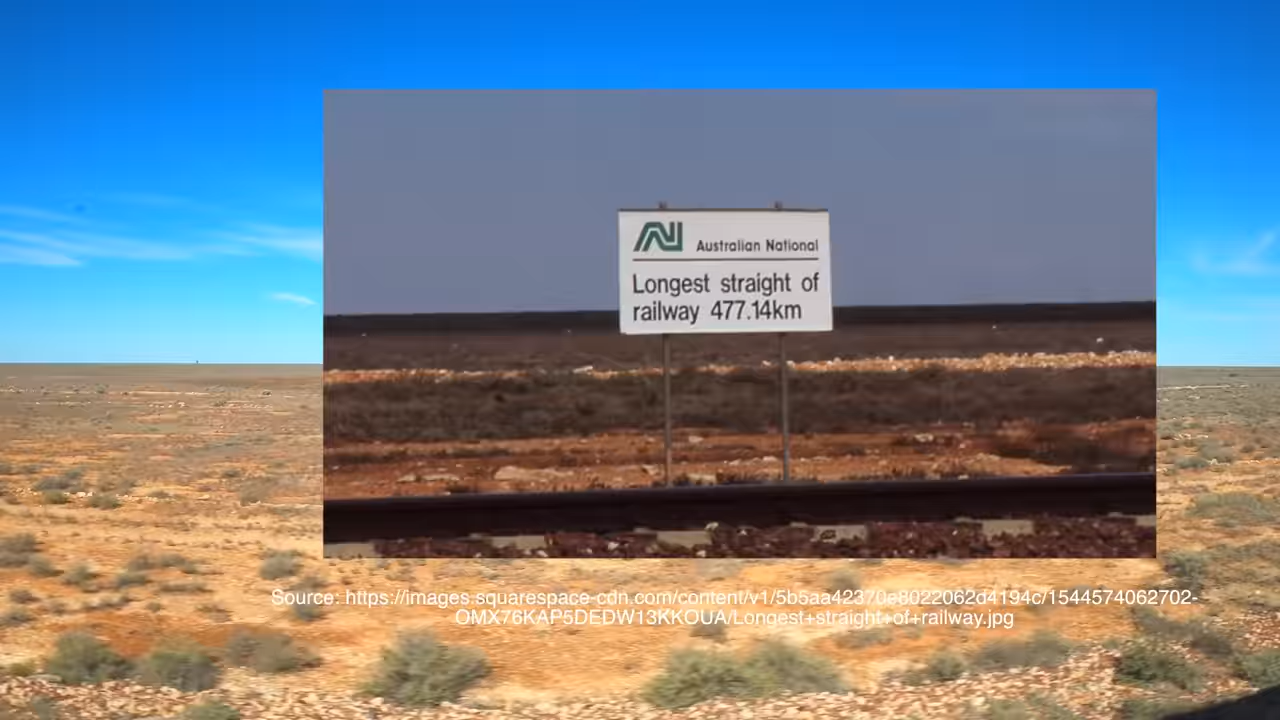 Australian National
Longest straight of
railway 477.14km
Source: https://images.squarespace-cdn.com/content/v1/5b5aa42370e8022062d4194c/1544574062702-
OMX76KAP5DEDW13KKOUA/Longest+straight+of+railway.jpg